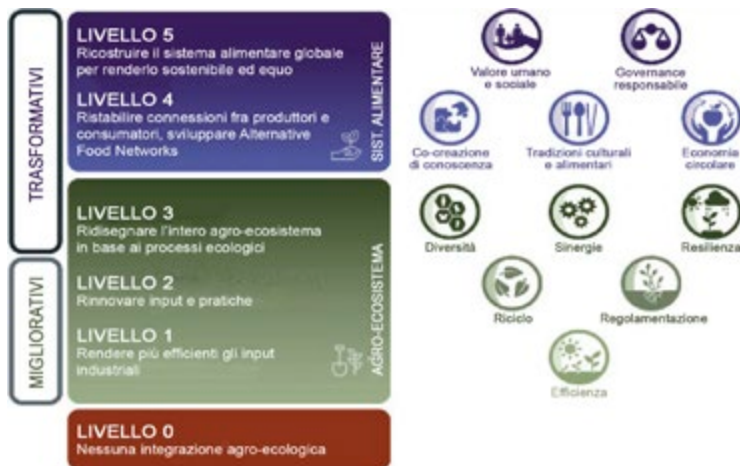 TRASFORMATIVI
MIGLIORATIVI
LIVELLO 5
Ricostruire il sistema alimentare globale
per renderlo sostenibile ed equo
LIVELLO 4
Ristabilire connessioni fra produttori e
consumatori, sviluppare Alternative
Food Networks
SIST. ALIMENTARE
LIVELLO 3
Ridisegnare l'intero agro-ecosistema
in base ai processi ecologici
LIVELLO 2
Rinnovare input e pratiche
LIVELLO 1
Rendere più efficienti gli input
industriali
AGRO-ECOSISTEMA
LIVELLO 0
Nessuna integrazione agro-ecologica
Valore umano
e sociale
Governance
responsabile
Co-creazione
di conoscenza
Tradizioni culturali
e alimentari
Economia
circolare
Diversità
Sinergie
Resilienza
Riciclo
Regolamentazione
Efficienza